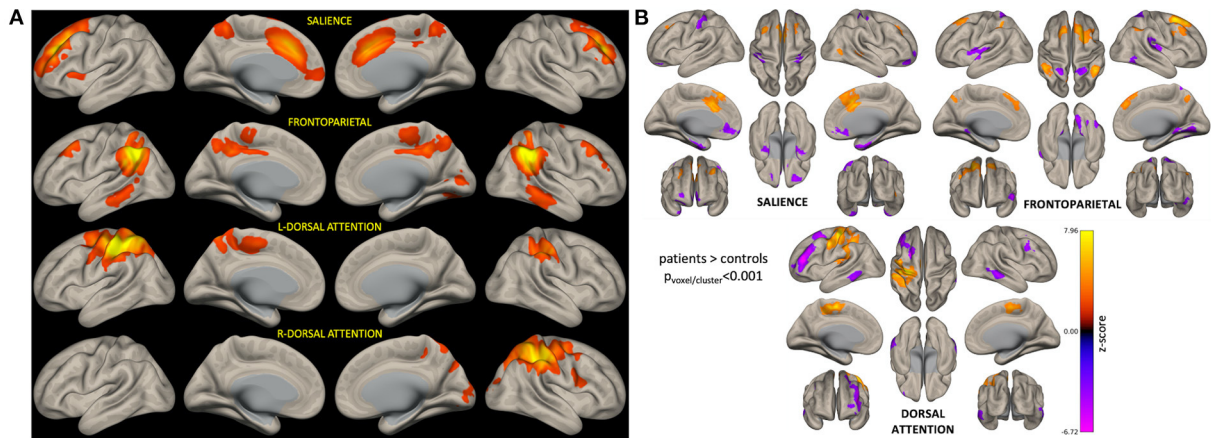 A
SALIENCE
FRONTOPARIETAL
L-DORSAL ATTENTION
R-DORSAL ATTENTION
B
SALIENCE
FRONTOPARIETAL
patients > controls
pvoxel/cluster<0.001
7.96
0.00
z-score
-6.72
DORSAL
ATTENTION